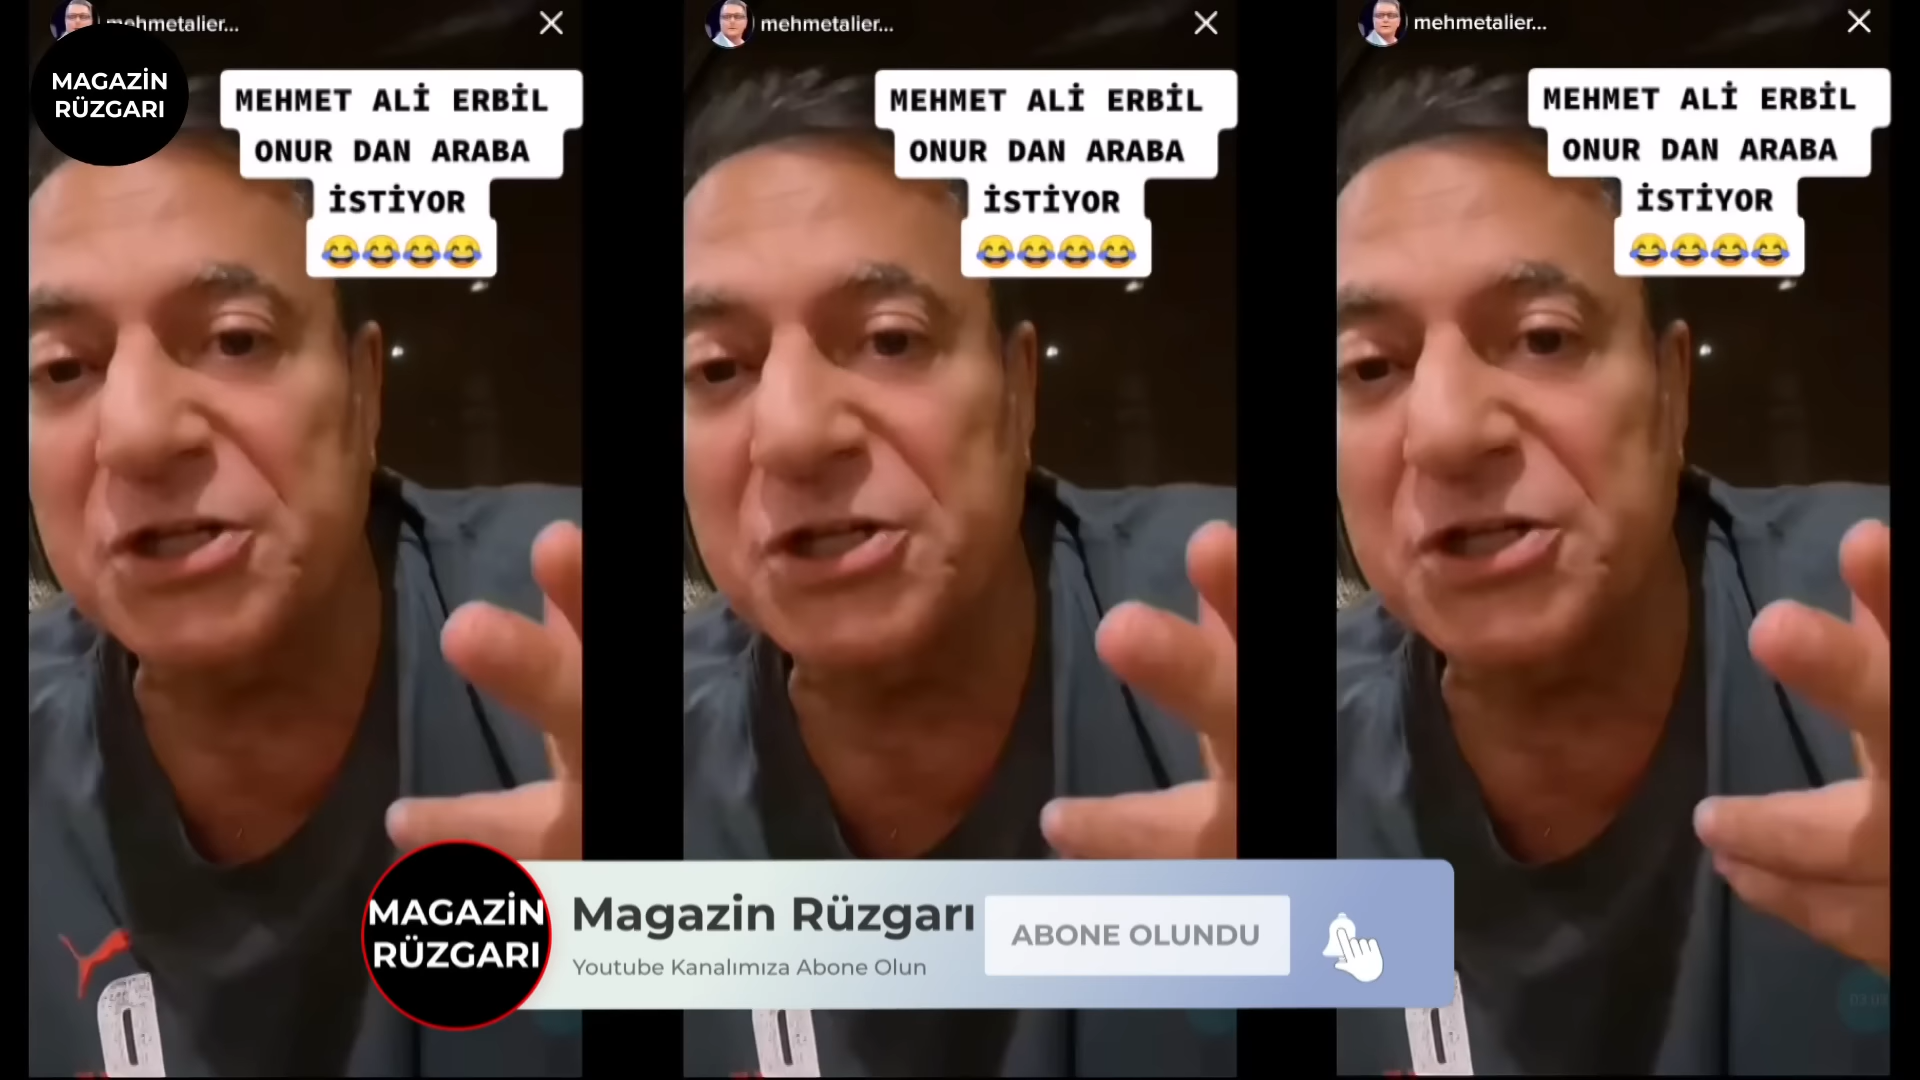 mehmetalier...
MAGAZİN
RÜZGARI
MEHMET ALİ ERBİL
ONUR DAN ARABA
İSTİYOR
😂😂😂😂
mehmetalier...
MEHMET ALİ ERBİL
ONUR DAN ARABA
İSTİYOR
😂😂😂😂
mehmetalier...
MEHMET ALİ ERBİL
ONUR DAN ARABA
İSTİYOR
😂😂😂😂
MAGAZİN
RÜZGARI
Magazin Rüzgarı
Youtube Kanalımıza Abone Olun
ABONE OLUNDU